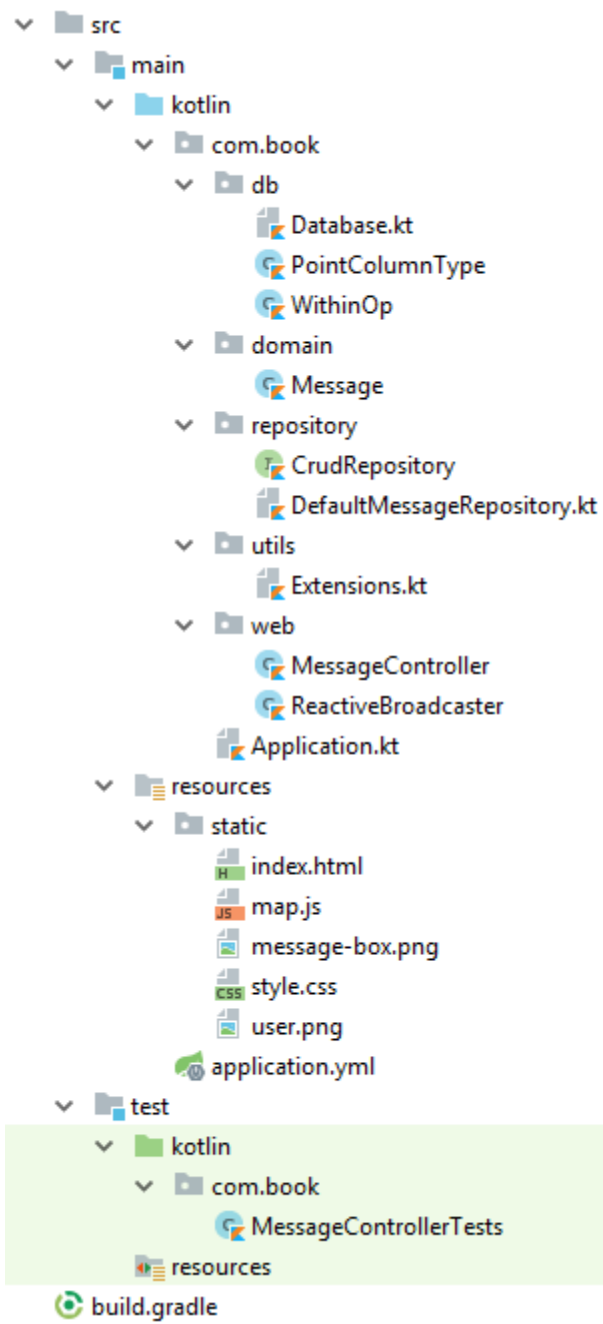 src
main
kotlin
com.book
db
Database.kt
PointColumnType
WithinOp
domain
Message
repository
CrudRepository
DefaultMessageRepository.kt
utils
Extensions.kt
web
MessageController
ReactiveBroadcaster
Application.kt
resources
static
H index.html
JS map.js
message-box.png
CSS style.css
user.png
application.yml
test
kotlin
com.book
MessageControllerTests
resources
build.gradle